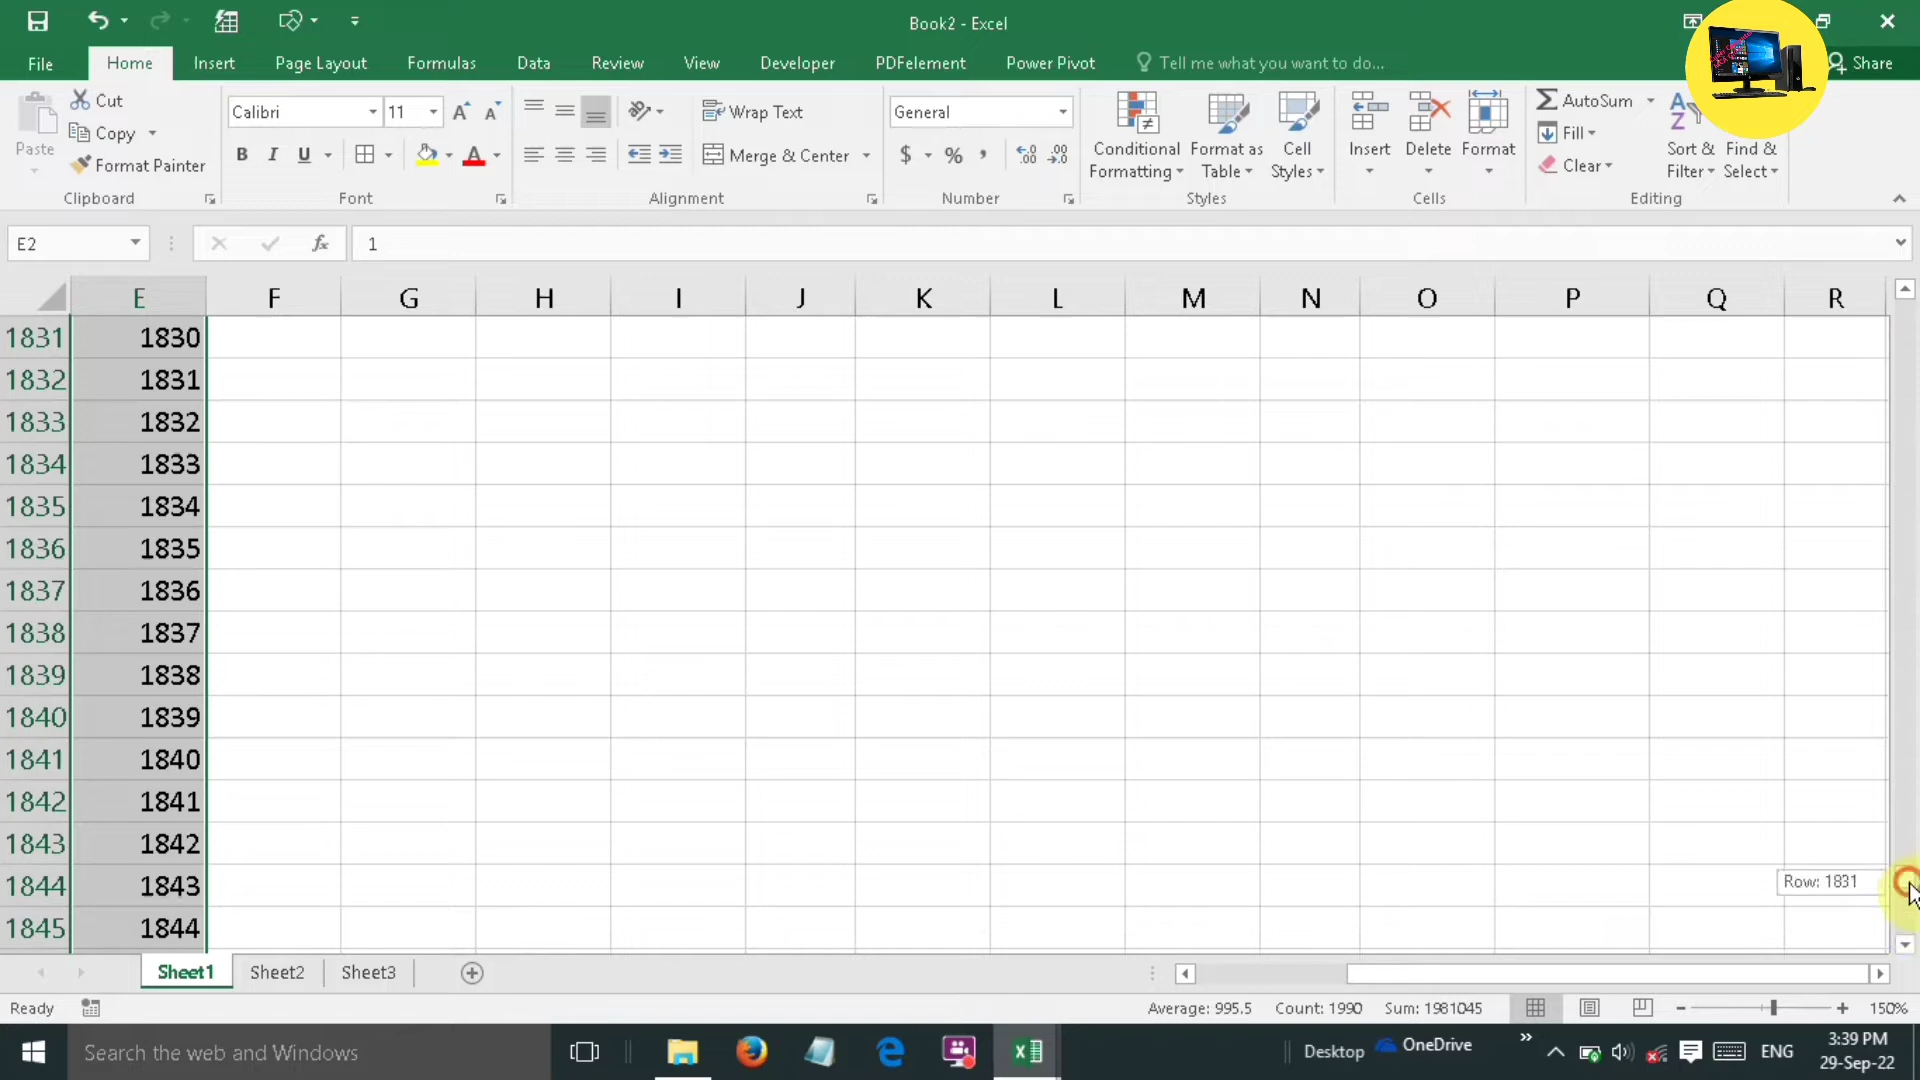 Book2 - Excel
File Home Insert Page Layout Formulas Data Review View Developer PDFelement Power Pivot Tell me what you want to do... Share
Paste
Cut
Copy
Format Painter
Clipboard
Calibri 11
B I U A
Font
Wrap Text
Merge & Center
Alignment
General
$ %
Number
Conditional Formatting
Format as Table
Cell Styles
Styles
Insert Delete Format
Cells
AutoSum
Fill
Clear
Sort & Filter
Find & Select
Editing
E2 fx 1
E F G H I J K L M N O P Q R
1831 1830
1832 1831
1833 1832
1834 1833
1835 1834
1836 1835
1837 1836
1838 1837
1839 1838
1840 1839
1841 1840
1842 1841
1843 1842
1844 1843
Row: 1831
1845 1844
Sheet1 Sheet2 Sheet3
Ready Average: 995.5 Count: 1990 Sum: 1981045 150%
Search the web and Windows Desktop OneDrive ENG
3:39 PM
29-Sep-22